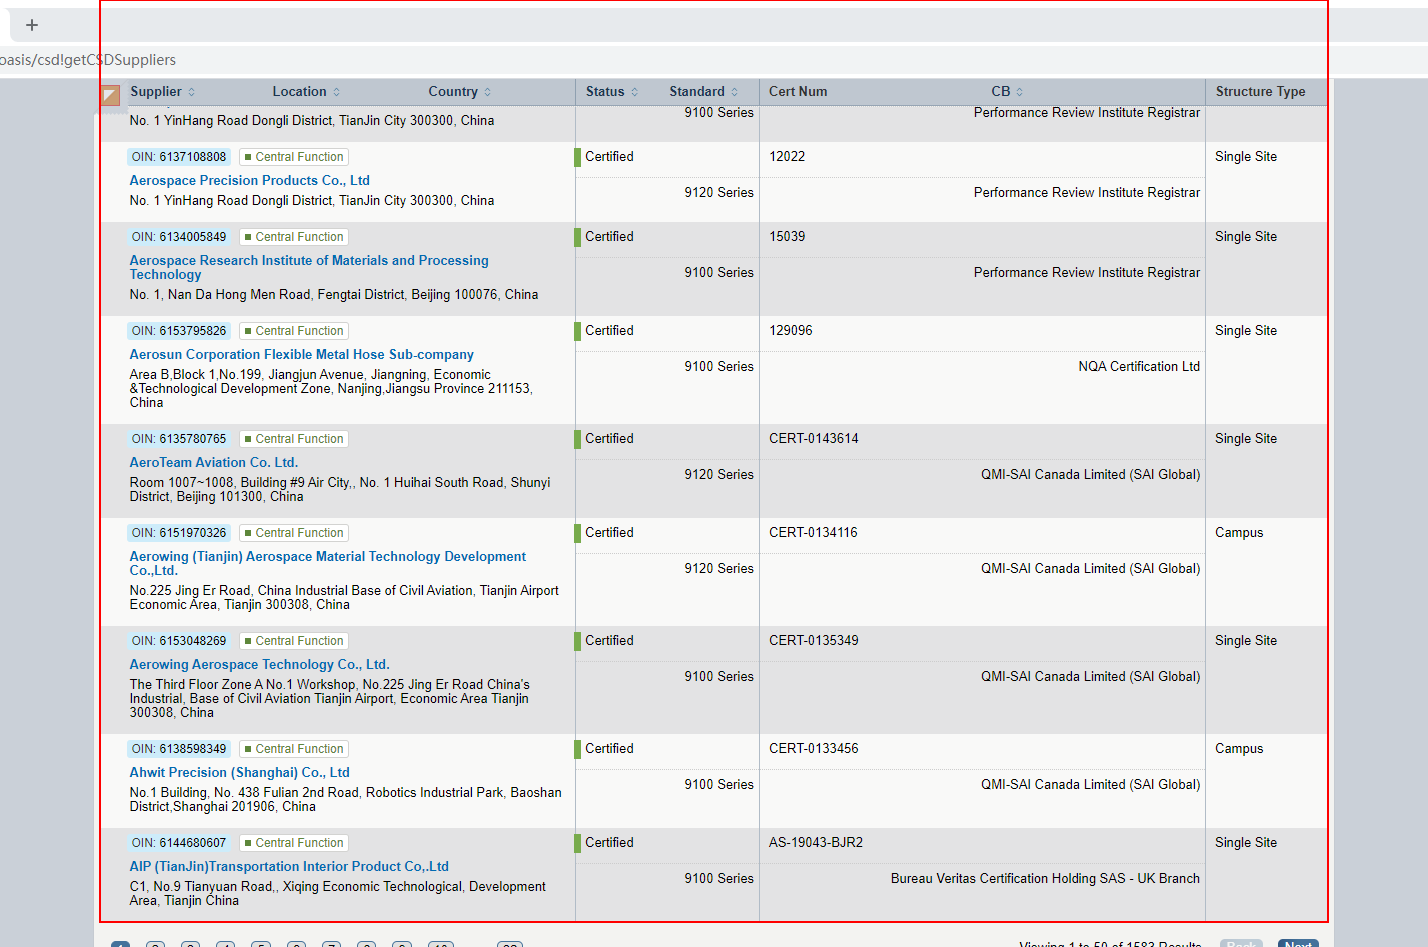 oasis/csd!getCSDSuppliers
Supplier Location Country Status Standard Cert Num CB Structure Type
9100 Series Performance Review Institute Registrar
No. 1 YinHang Road Dongli District, TianJin City 300300, China
OIN: 6137108808 Central Function Certified 12022 Single Site
Aerospace Precision Products Co., Ltd
9120 Series Performance Review Institute Registrar
No. 1 YinHang Road Dongli District, TianJin City 300300, China
OIN: 6134005849 Central Function Certified 15039 Single Site
Aerospace Research Institute of Materials and Processing
Technology
9100 Series Performance Review Institute Registrar
No. 1, Nan Da Hong Men Road, Fengtai District, Beijing 100076, China
OIN: 6153795826 Central Function Certified 129096 Single Site
Aerosun Corporation Flexible Metal Hose Sub-company
9100 Series NQA Certification Ltd
Area B,Block 1,No.199, Jiangjun Avenue, Jiangning, Economic
&Technological Development Zone, Nanjing,Jiangsu Province 211153,
China
OIN: 6135780765 Central Function Certified CERT-0143614 Single Site
AeroTeam Aviation Co. Ltd.
9120 Series QMI-SAI Canada Limited (SAI Global)
Room 1007~1008, Building #9 Air City,, No. 1 Huihai South Road, Shunyi
District, Beijing 101300, China
OIN: 6151970326 Central Function Certified CERT-0134116 Campus
Aerowing (Tianjin) Aerospace Material Technology Development
Co.,Ltd.
9120 Series QMI-SAI Canada Limited (SAI Global)
No.225 Jing Er Road, China Industrial Base of Civil Aviation, Tianjin Airport
Economic Area, Tianjin 300308, China
OIN: 6153048269 Central Function Certified CERT-0135349 Single Site
Aerowing Aerospace Technology Co., Ltd.
9100 Series QMI-SAI Canada Limited (SAI Global)
The Third Floor Zone A No.1 Workshop, No.225 Jing Er Road China's
Industrial, Base of Civil Aviation Tianjin Airport, Economic Area Tianjin
300308, China
OIN: 6138598349 Central Function Certified CERT-0133456 Campus
Ahwit Precision (Shanghai) Co., Ltd
9100 Series QMI-SAI Canada Limited (SAI Global)
No.1 Building, No. 438 Fulian 2nd Road, Robotics Industrial Park, Baoshan
District,Shanghai 201906, China
OIN: 6144680607 Central Function Certified AS-19043-BJR2 Single Site
AIP (TianJin)Transportation Interior Product Co,.Ltd
9100 Series Bureau Veritas Certification Holding SAS - UK Branch
C1, No.9 Tianyuan Road,, Xiqing Economic Technological, Development
Area, Tianjin China
Viewing 1 to 50 of 1583 Results Back Next